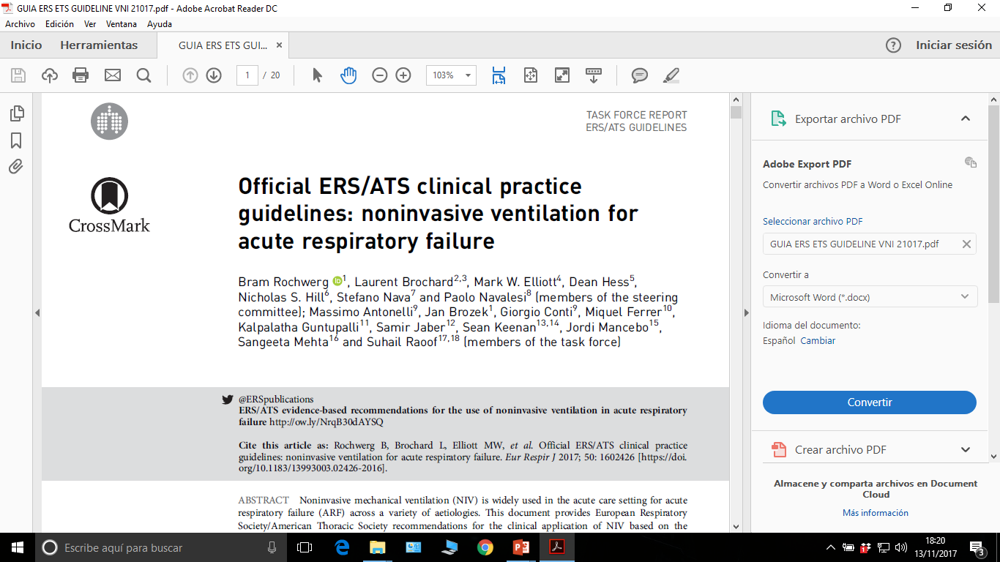 GUIA ERS ETS GUIDELINE VNI 21017.pdf - Adobe Acrobat Reader DC
Archivo Edición Ver Ventana Ayuda
Inicio Herramientas GUIA ERS ETS GUI... × Iniciar sesión
1 / 20 103%
TASK FORCE REPORT
ERS/ATS GUIDELINES
CrossMark
Official ERS/ATS clinical practice
guidelines: noninvasive ventilation for
acute respiratory failure
Bram Rochwerg iD1, Laurent Brochard2,3, Mark W. Elliott4, Dean Hess5,
Nicholas S. Hill6, Stefano Nava7 and Paolo Navalesi8 (members of the steering
committee); Massimo Antonelli9, Jan Brozek1, Giorgio Conti9, Miquel Ferrer10,
Kalpalatha Guntupalli11, Samir Jaber12, Sean Keenan13,14, Jordi Mancebo15,
Sangeeta Mehta16 and Suhail Raoof17,18 (members of the task force)
@ERSpublications
ERS/ATS evidence-based recommendations for the use of noninvasive ventilation in acute respiratory
failure http://ow.ly/NrqB30dAYSQ
Cite this article as: Rochwerg B, Brochard L, Elliott MW, et al. Official ERS/ATS clinical practice
guidelines: noninvasive ventilation for acute respiratory failure. Eur Respir J 2017; 50: 1602426 [https://doi.
org/10.1183/13993003.02426-2016].
ABSTRACT Noninvasive mechanical ventilation (NIV) is widely used in the acute care setting for acute
respiratory failure (ARF) across a variety of aetiologies. This document provides European Respiratory
Society/American Thoracic Society recommendations for the clinical application of NIV based on the
Exportar archivo PDF
Adobe Export PDF
Convertir archivos PDF a Word o Excel Online
Seleccionar archivo PDF
GUIA ERS ETS GUIDELINE VNI 21017.pdf
Convertir a
Microsoft Word (*.docx)
Idioma del documento:
Español Cambiar
Convertir
Crear archivo PDF
Almacene y comparta archivos en Document
Cloud
Más información
Escribe aquí para buscar
18:20
13/11/2017
3